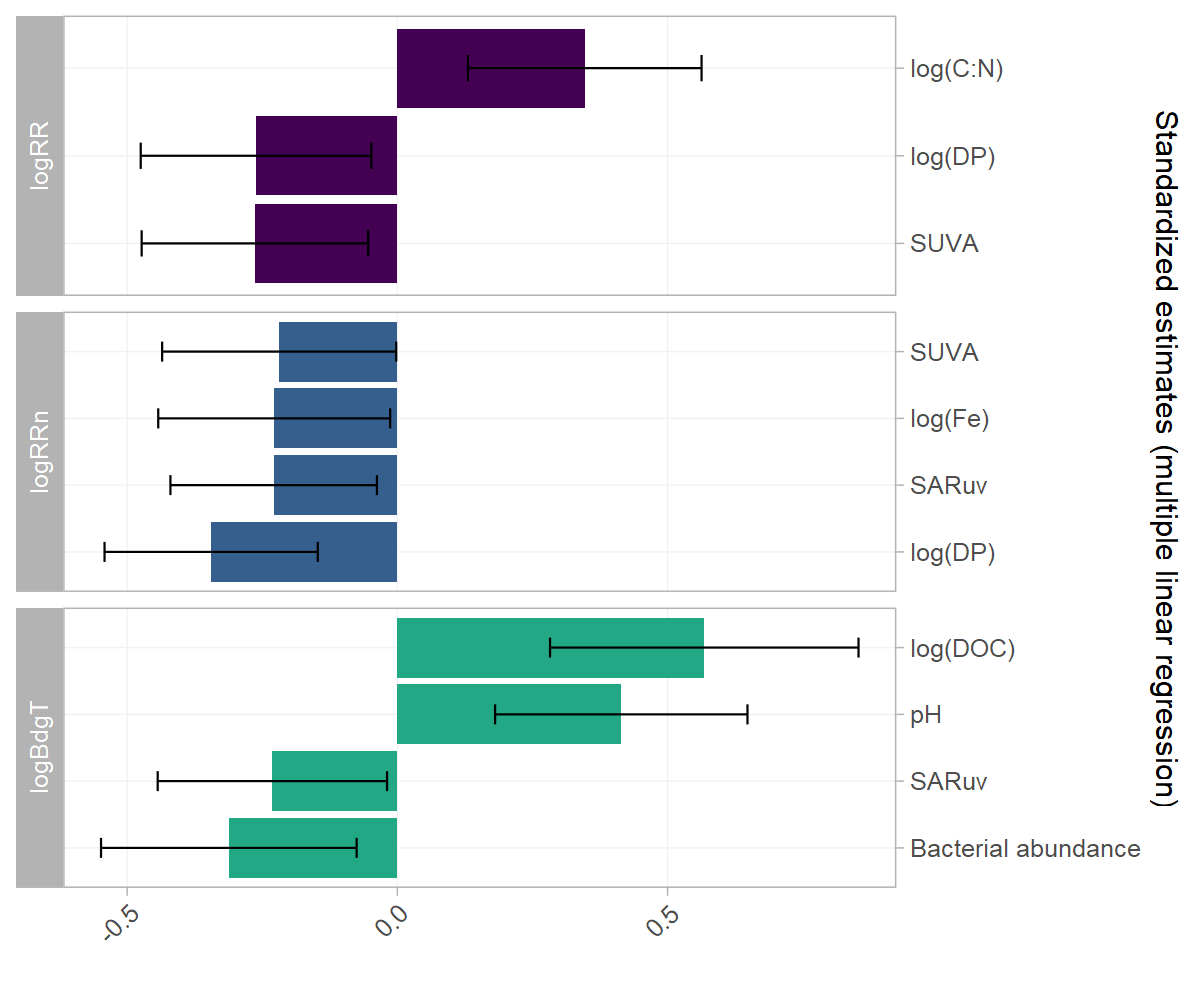 logRR
log(C:N)
log(DP)
SUVA
logRRn
SUVA
log(Fe)
SARuv
log(DP)
logBdgT
log(DOC)
pH
SARuv
Bacterial abundance
-0.5
0.0
0.5
Standardized estimates (multiple linear regression)